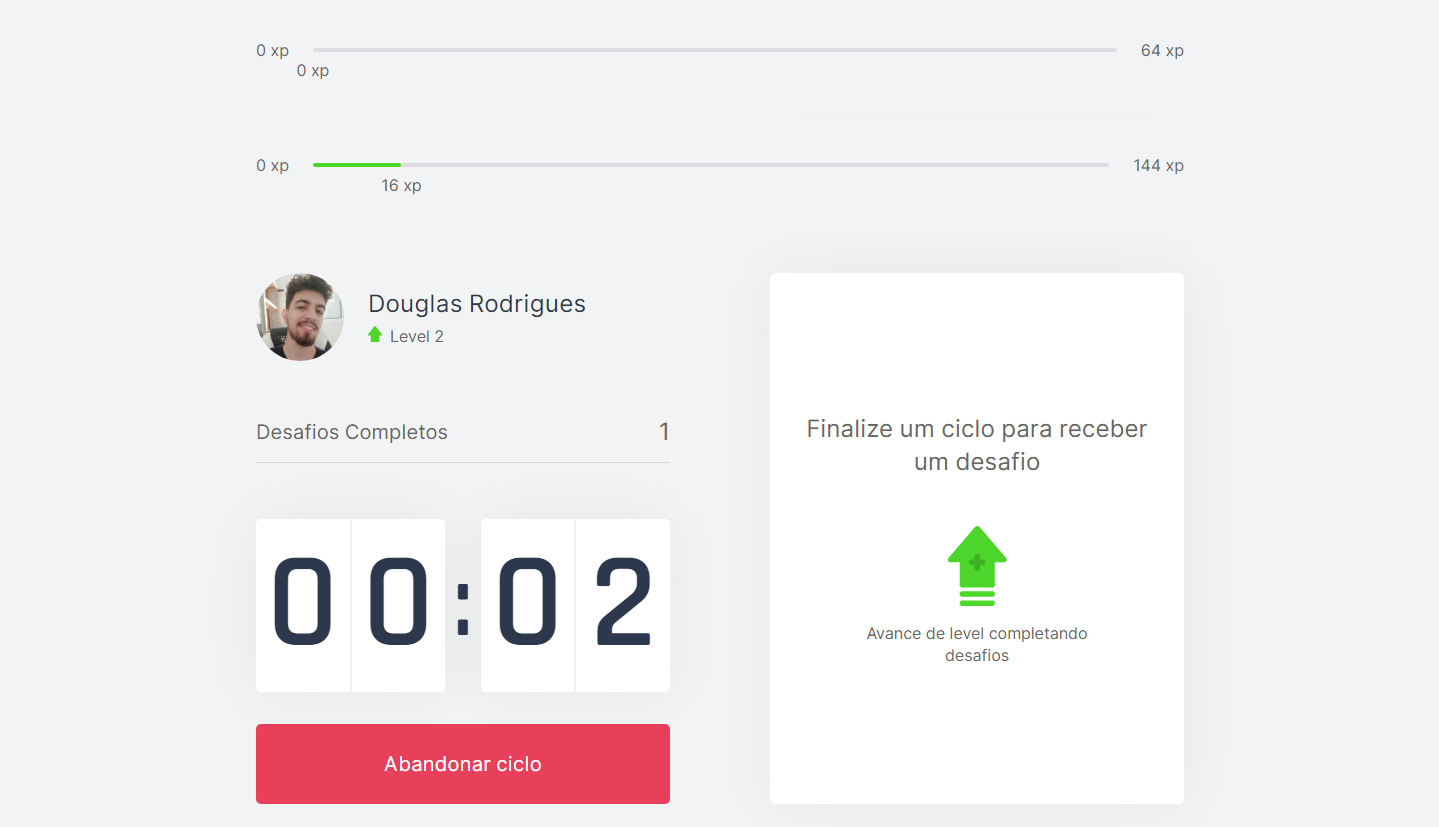 0 xp 64 xp
0 xp
0 xp 144 xp
16 xp
Douglas Rodrigues
Level 2
Desafios Completos 1
00:02
Abandonar ciclo
Finalize um ciclo para receber
um desafio
Avance de level completando
desafios